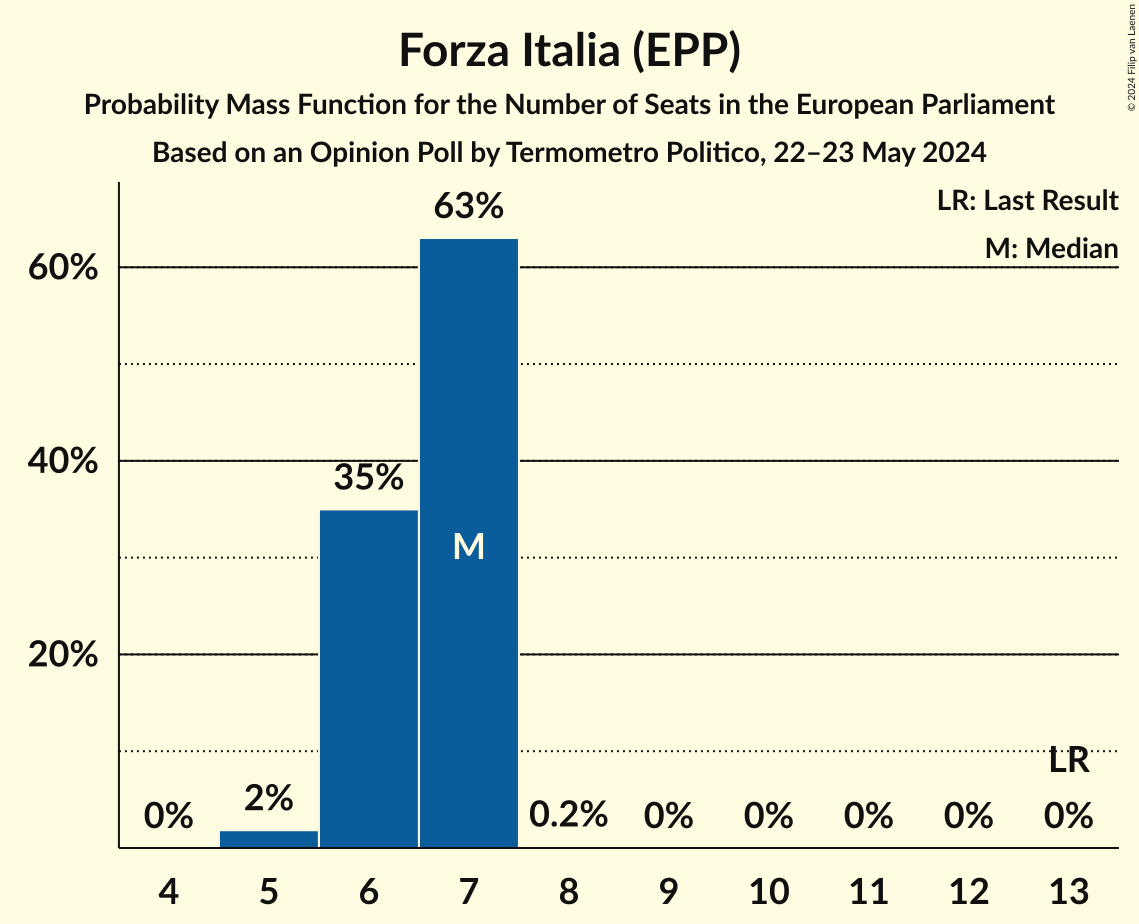 Forza Italia (EPP)
Probability Mass Function for the Number of Seats in the European Parliament
Based on an Opinion Poll by Termometro Politico, 22–23 May 2024
© 2024 Filip van Laenen
LR: Last Result
M: Median
63%
60%
40%
35%
M
20%
LR
0%
2%
0.2%
0%
0%
0%
0%
0%
4 5 6 7 8 9 10 11 12 13